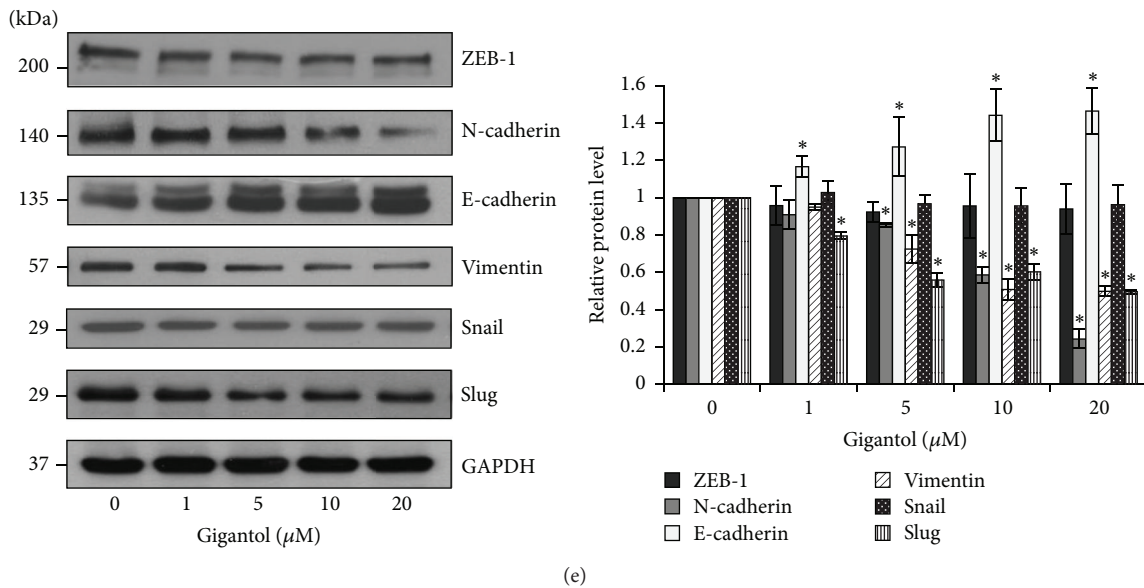 (kDa)
200
ZEB-1
140
N-cadherin
135
E-cadherin
57
Vimentin
29
Snail
29
Slug
37
GAPDH
0 1 5 10 20
Gigantol (μM)
Relative protein level
1.6
1.4
1.2
1
0.8
0.6
0.4
0.2
0
* * * * * * * * * * * * * * *
0 1 5 10 20
Gigantol (μM)
ZEB-1
N-cadherin
E-cadherin
Vimentin
Snail
Slug
(e)